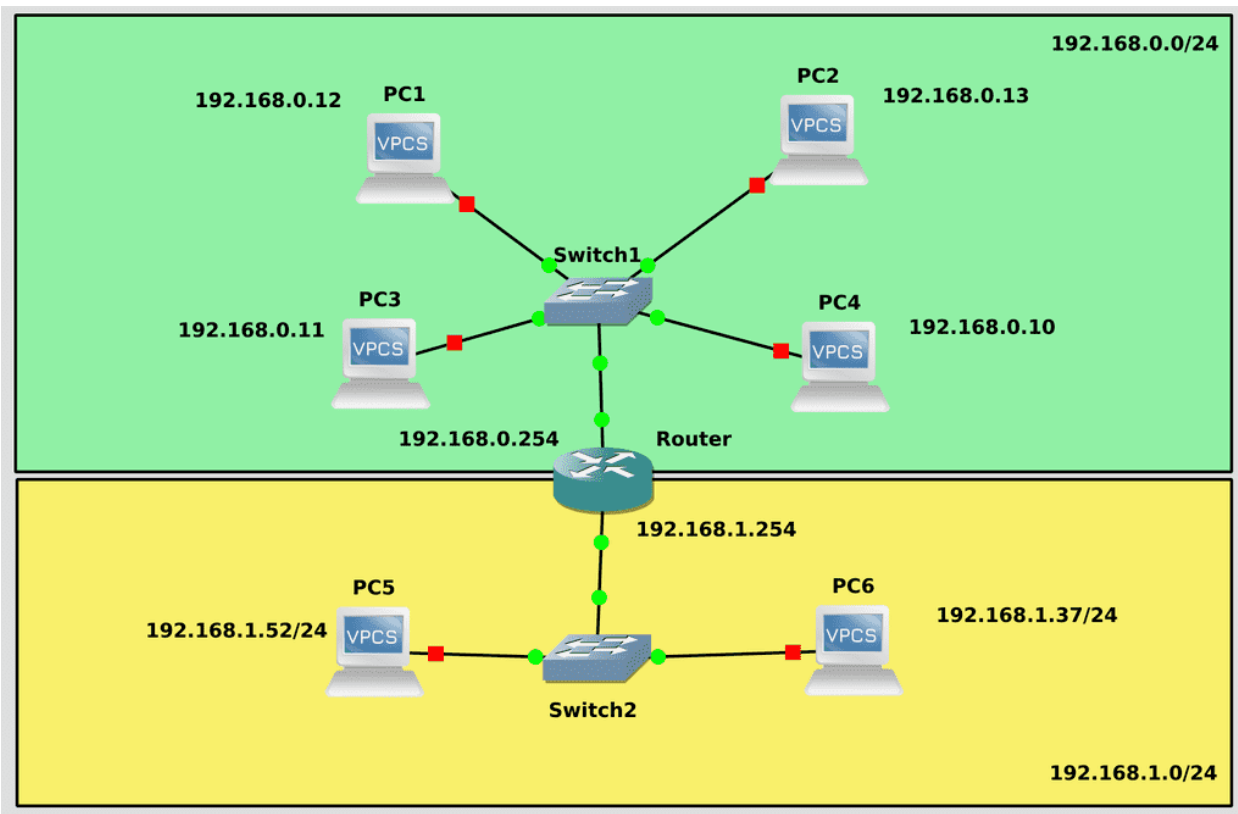 192.168.0.0/24
PC2
192.168.0.12
PC1
192.168.0.13
VPCS
VPCS
Switch1
PC3
PC4
192.168.0.11
192.168.0.10
VPCS
VPCS
192.168.0.254
Router
192.168.1.254
PC5
PC6
192.168.1.52/24
192.168.1.37/24
VPCS
VPCS
Switch2
192.168.1.0/24